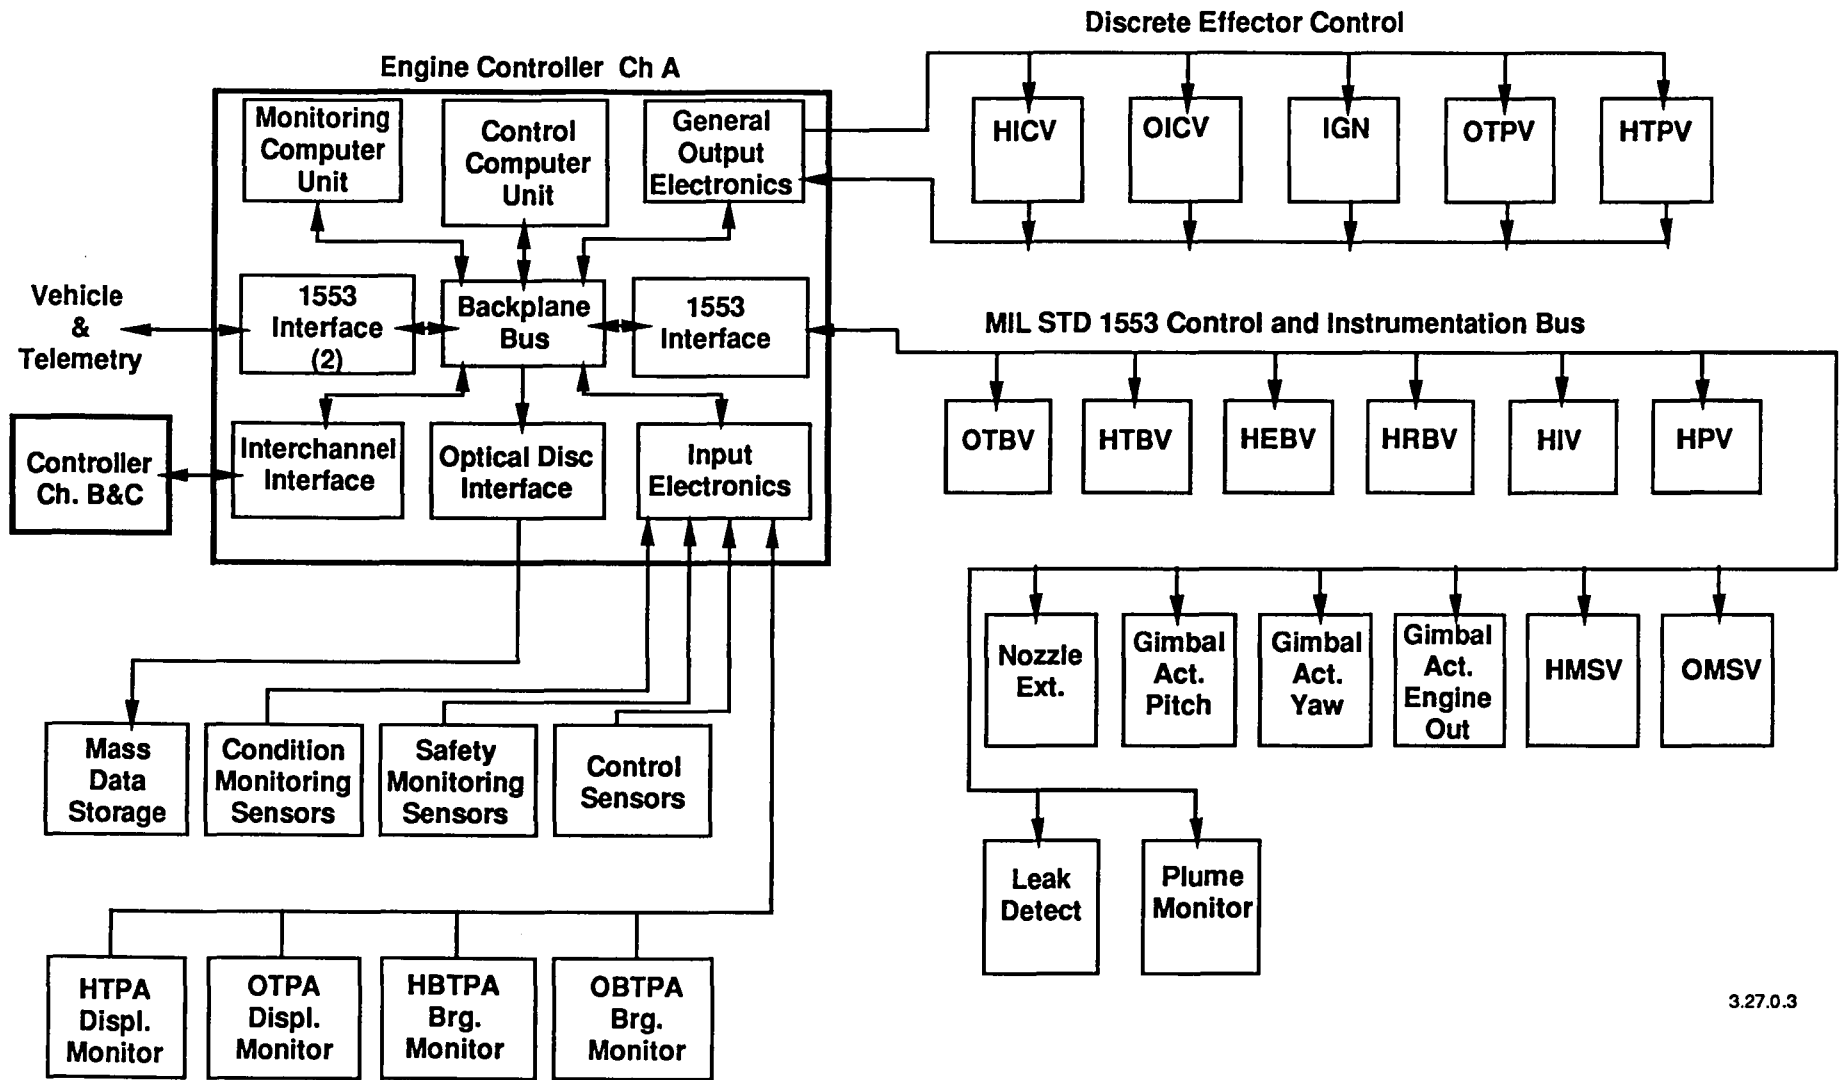 Discrete Effector Control
Engine Controller Ch A
Monitoring
Computer
Unit
Control
Computer
Unit
General
Output
Electronics
HICV
OICV
IGN
OTPV
HTPV
Vehicle
&
Telemetry
1553
Interface
(2)
Backplane
Bus
1553
Interface
MIL STD 1553 Control and Instrumentation Bus
OTBV
HTBV
HEBV
HRBV
HIV
HPV
Controller
Ch. B&C
Interchannel
Interface
Optical Disc
Interface
Input
Electronics
Nozzle
Ext.
Gimbal
Act.
Pitch
Gimbal
Act.
Yaw
Gimbal
Act.
Engine
Out
HMSV
OMSV
Mass
Data
Storage
Condition
Monitoring
Sensors
Safety
Monitoring
Sensors
Control
Sensors
Leak
Detect
Plume
Monitor
HTPA
Displ.
Monitor
OTPA
Displ.
Monitor
HBTPA
Brg.
Monitor
OBTPA
Brg.
Monitor
3.27.0.3